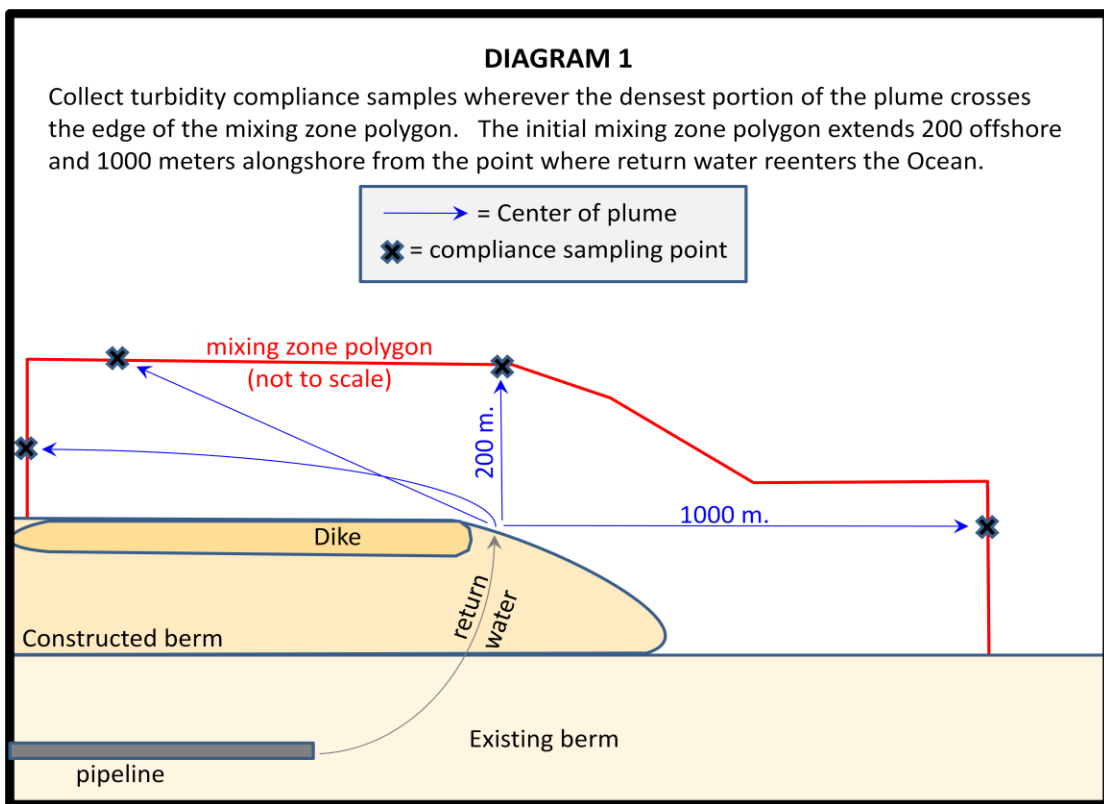 DIAGRAM 1
Collect turbidity compliance samples wherever the densest portion of the plume crosses
the edge of the mixing zone polygon.   The initial mixing zone polygon extends 200 offshore
and 1000 meters alongshore from the point where return water reenters the Ocean.
= Center of plume
= compliance sampling point
mixing zone polygon
(not to scale)
200 m.
1000 m.
Dike
return
water
Constructed berm
Existing berm
pipeline